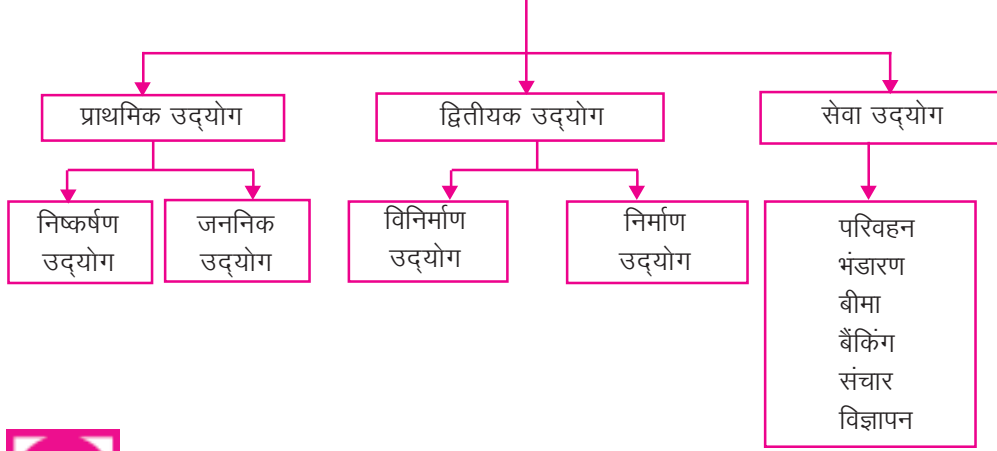 प्राथमिक उद्‌योग
द्वितीयक उद्‌योग
सेवा उद्‌योग
निष्कर्षण
उद्‌योग
जननिक
उद्‌योग
विनिर्माण
उद्‌योग
निर्माण
उद्‌योग
परिवहन
भंडारण
बीमा
बैंकिंग
संचार
विज्ञापन